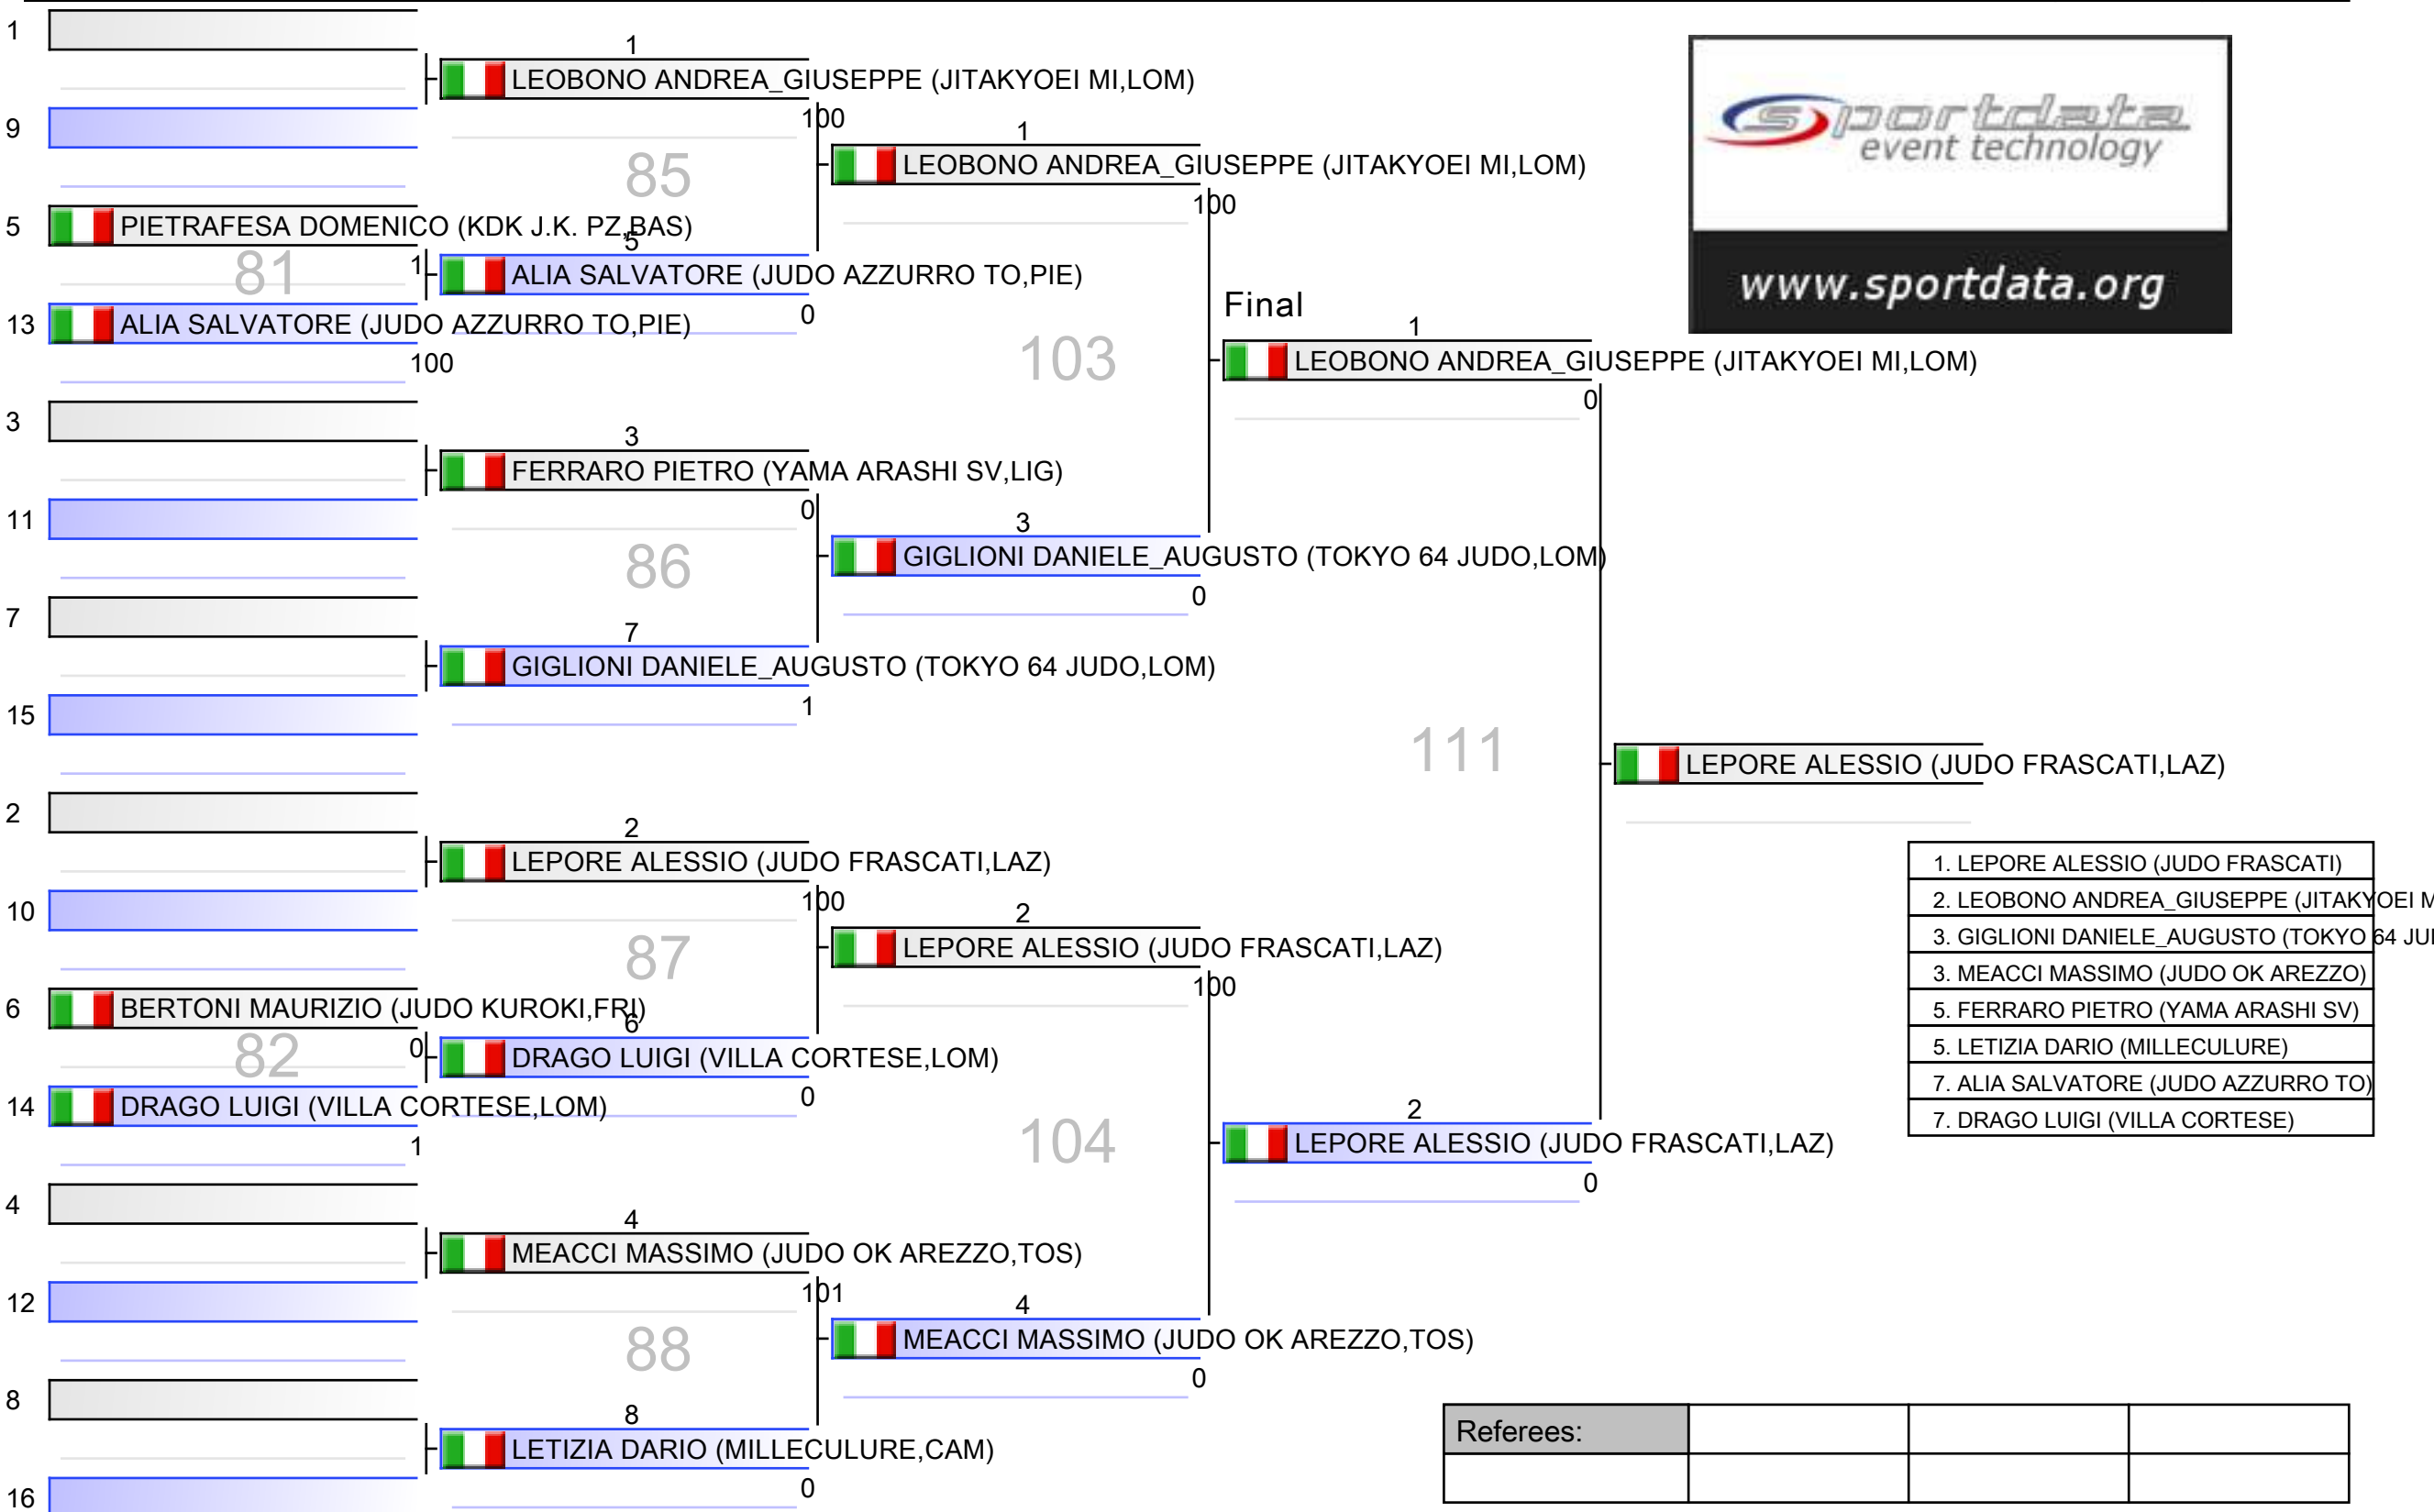 1
1
LEOBONO ANDREA_GIUSEPPE (JITAKYOEI MI,LOM)
100
9
85
1
LEOBONO ANDREA_GIUSEPPE (JITAKYOEI MI,LOM)
100
5
PIETRAFESA DOMENICO (KDK J.K. PZ,BAS)
81
1
5
ALIA SALVATORE (JUDO AZZURRO TO,PIE)
0
13
ALIA SALVATORE (JUDO AZZURRO TO,PIE)
100
103
Final
1
LEOBONO ANDREA_GIUSEPPE (JITAKYOEI MI,LOM)
0
sportdata
event technology
www.sportdata.org
3
3
FERRARO PIETRO (YAMA ARASHI SV,LIG)
0
11
86
3
GIGLIONI DANIELE_AUGUSTO (TOKYO 64 JUDO,LOM)
0
7
7
GIGLIONI DANIELE_AUGUSTO (TOKYO 64 JUDO,LOM)
1
15
111
LEPORE ALESSIO (JUDO FRASCATI,LAZ)
2
2
LEPORE ALESSIO (JUDO FRASCATI,LAZ)
100
10
87
2
LEPORE ALESSIO (JUDO FRASCATI,LAZ)
100
6
BERTONI MAURIZIO (JUDO KUROKI,FRI)
82
0
6
DRAGO LUIGI (VILLA CORTESE,LOM)
0
14
DRAGO LUIGI (VILLA CORTESE,LOM)
1
104
2
LEPORE ALESSIO (JUDO FRASCATI,LAZ)
0
1. LEPORE ALESSIO (JUDO FRASCATI)
2. LEOBONO ANDREA_GIUSEPPE (JITAKYOEI M
3. GIGLIONI DANIELE_AUGUSTO (TOKYO 64 JU
3. MEACCI MASSIMO (JUDO OK AREZZO)
5. FERRARO PIETRO (YAMA ARASHI SV)
5. LETIZIA DARIO (MILLECULURE)
7. ALIA SALVATORE (JUDO AZZURRO TO)
7. DRAGO LUIGI (VILLA CORTESE)
4
4
MEACCI MASSIMO (JUDO OK AREZZO,TOS)
101
12
88
4
MEACCI MASSIMO (JUDO OK AREZZO,TOS)
0
8
8
LETIZIA DARIO (MILLECULURE,CAM)
0
16
Referees: